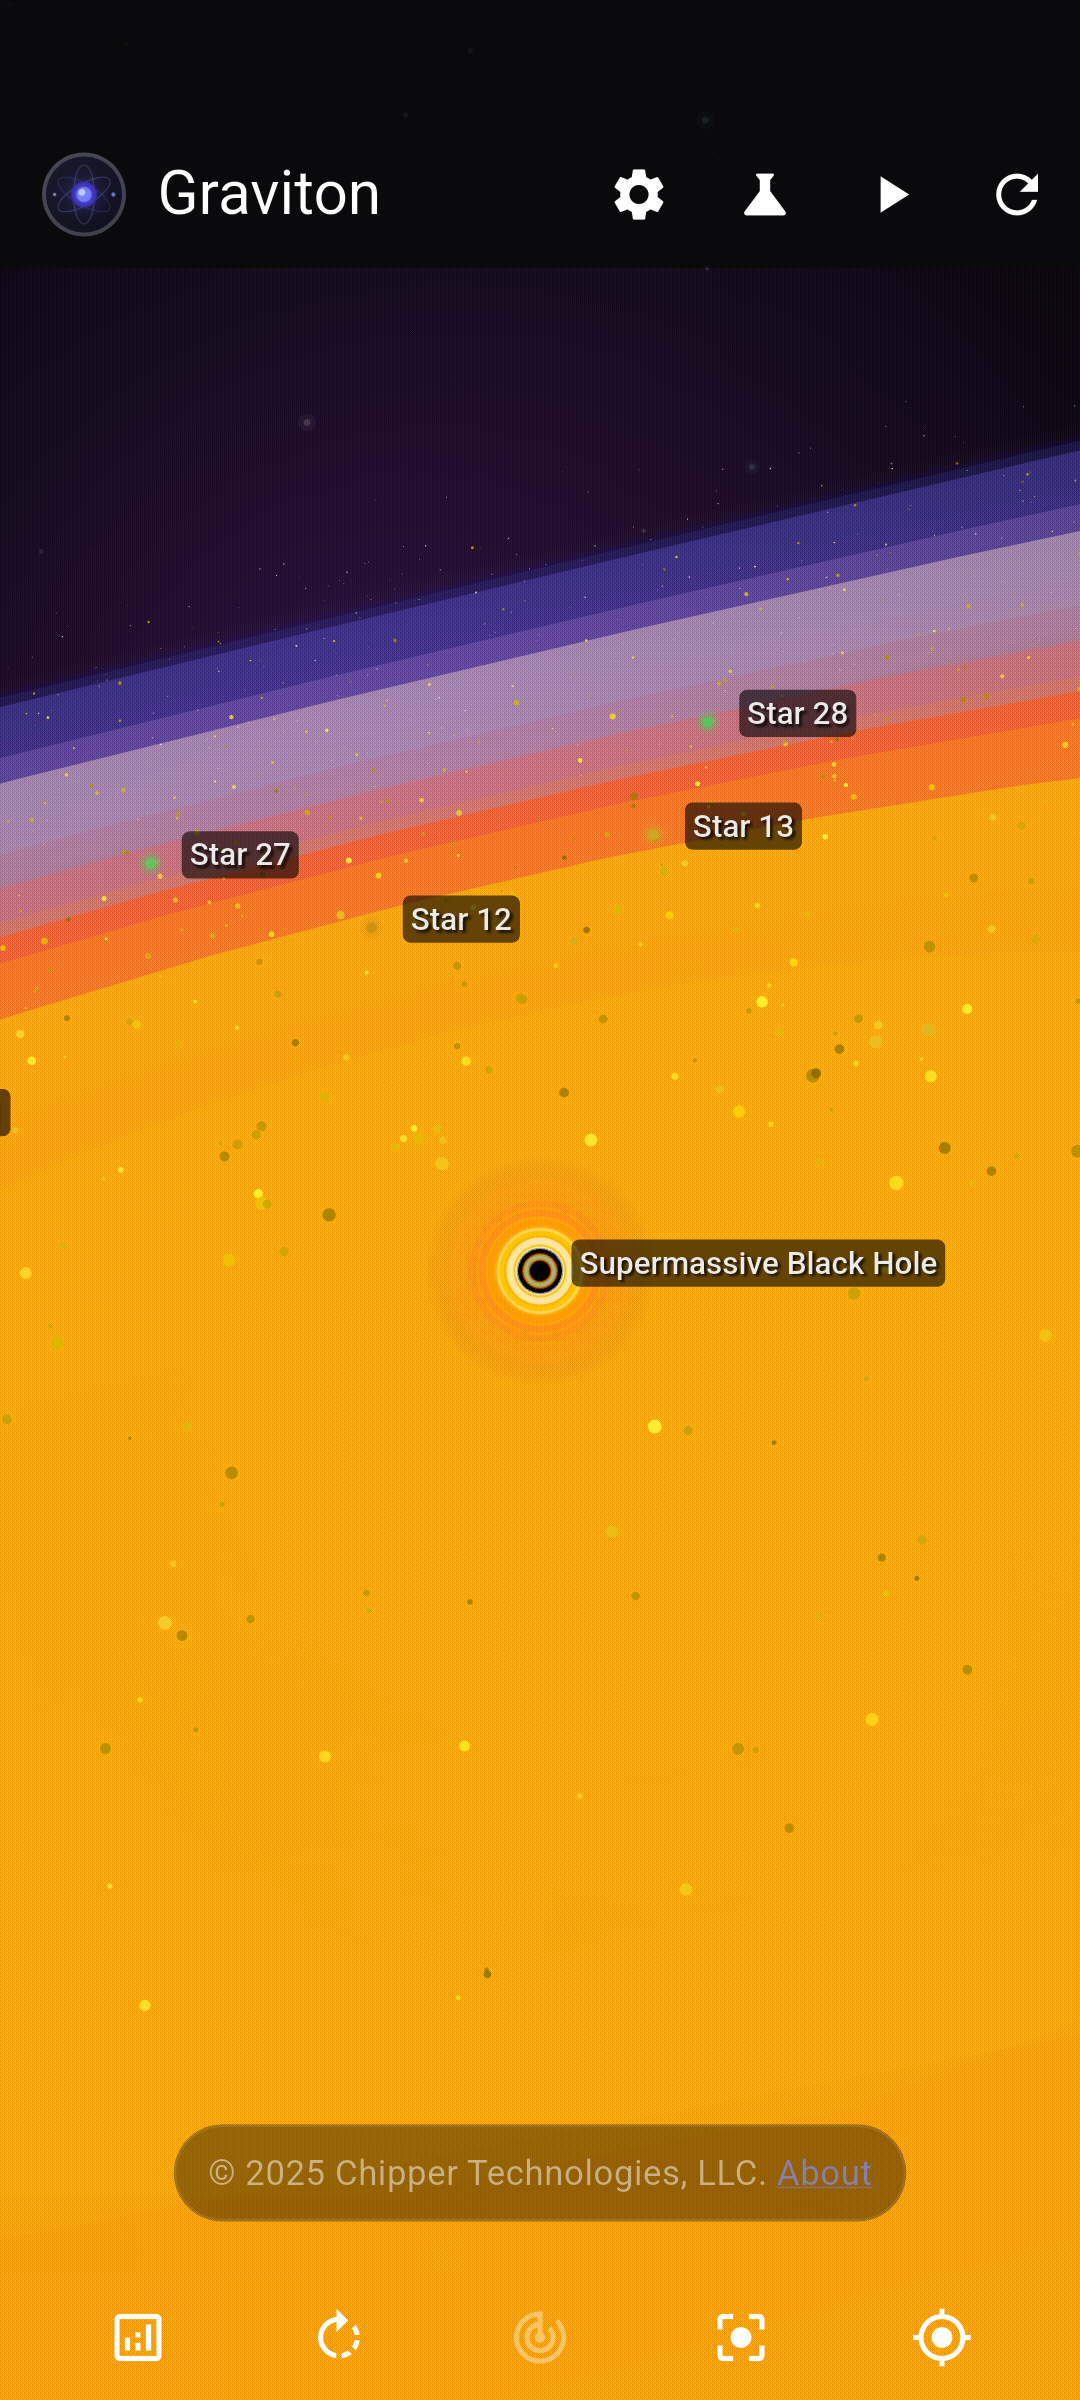 Graviton
Star 28
Star 13
Star 27
Star 12
Supermassive Black Hole
© 2025 Chipper Technologies, LLC. About